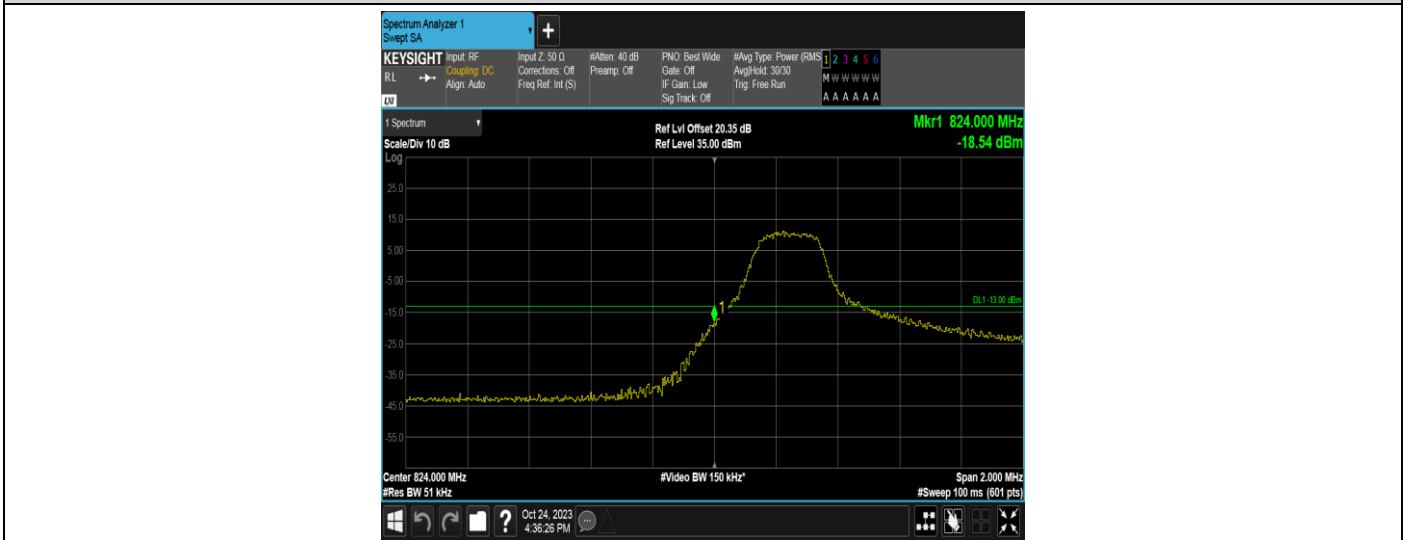 Spectrum Analyzer 1
Swept SA
+
KEYSIGHT
RL
LXI
Input: RF
Coupling: DC
Align: Auto
Input Z: 50 Ω
Corrections: Off
Freq Ref: Int (S)
#Atten: 40 dB
Preamp: Off
PNO: Best Wide
Gate: Off
IF Gain: Low
Sig Track: Off
#Avg Type: Power (RMS
Avg|Hold: 30/30
Trig: Free Run
1 2 3 4 5 6
M W W W W W
A A A A A A
1 Spectrum
Scale/Div 10 dB
Log
Ref Lvl Offset 20.35 dB
Ref Level 35.00 dBm
Mkr1 824.000 MHz
-18.54 dBm
25.0
15.0
5.00
-5.00
-15.0
-25.0
-35.0
-45.0
-55.0
1
DL1 -13.00 dBm
Center 824.000 MHz
#Res BW 51 kHz
#Video BW 150 kHz*
Span 2.000 MHz
#Sweep 100 ms (601 pts)
?
Oct 24, 2023
4:36:26 PM